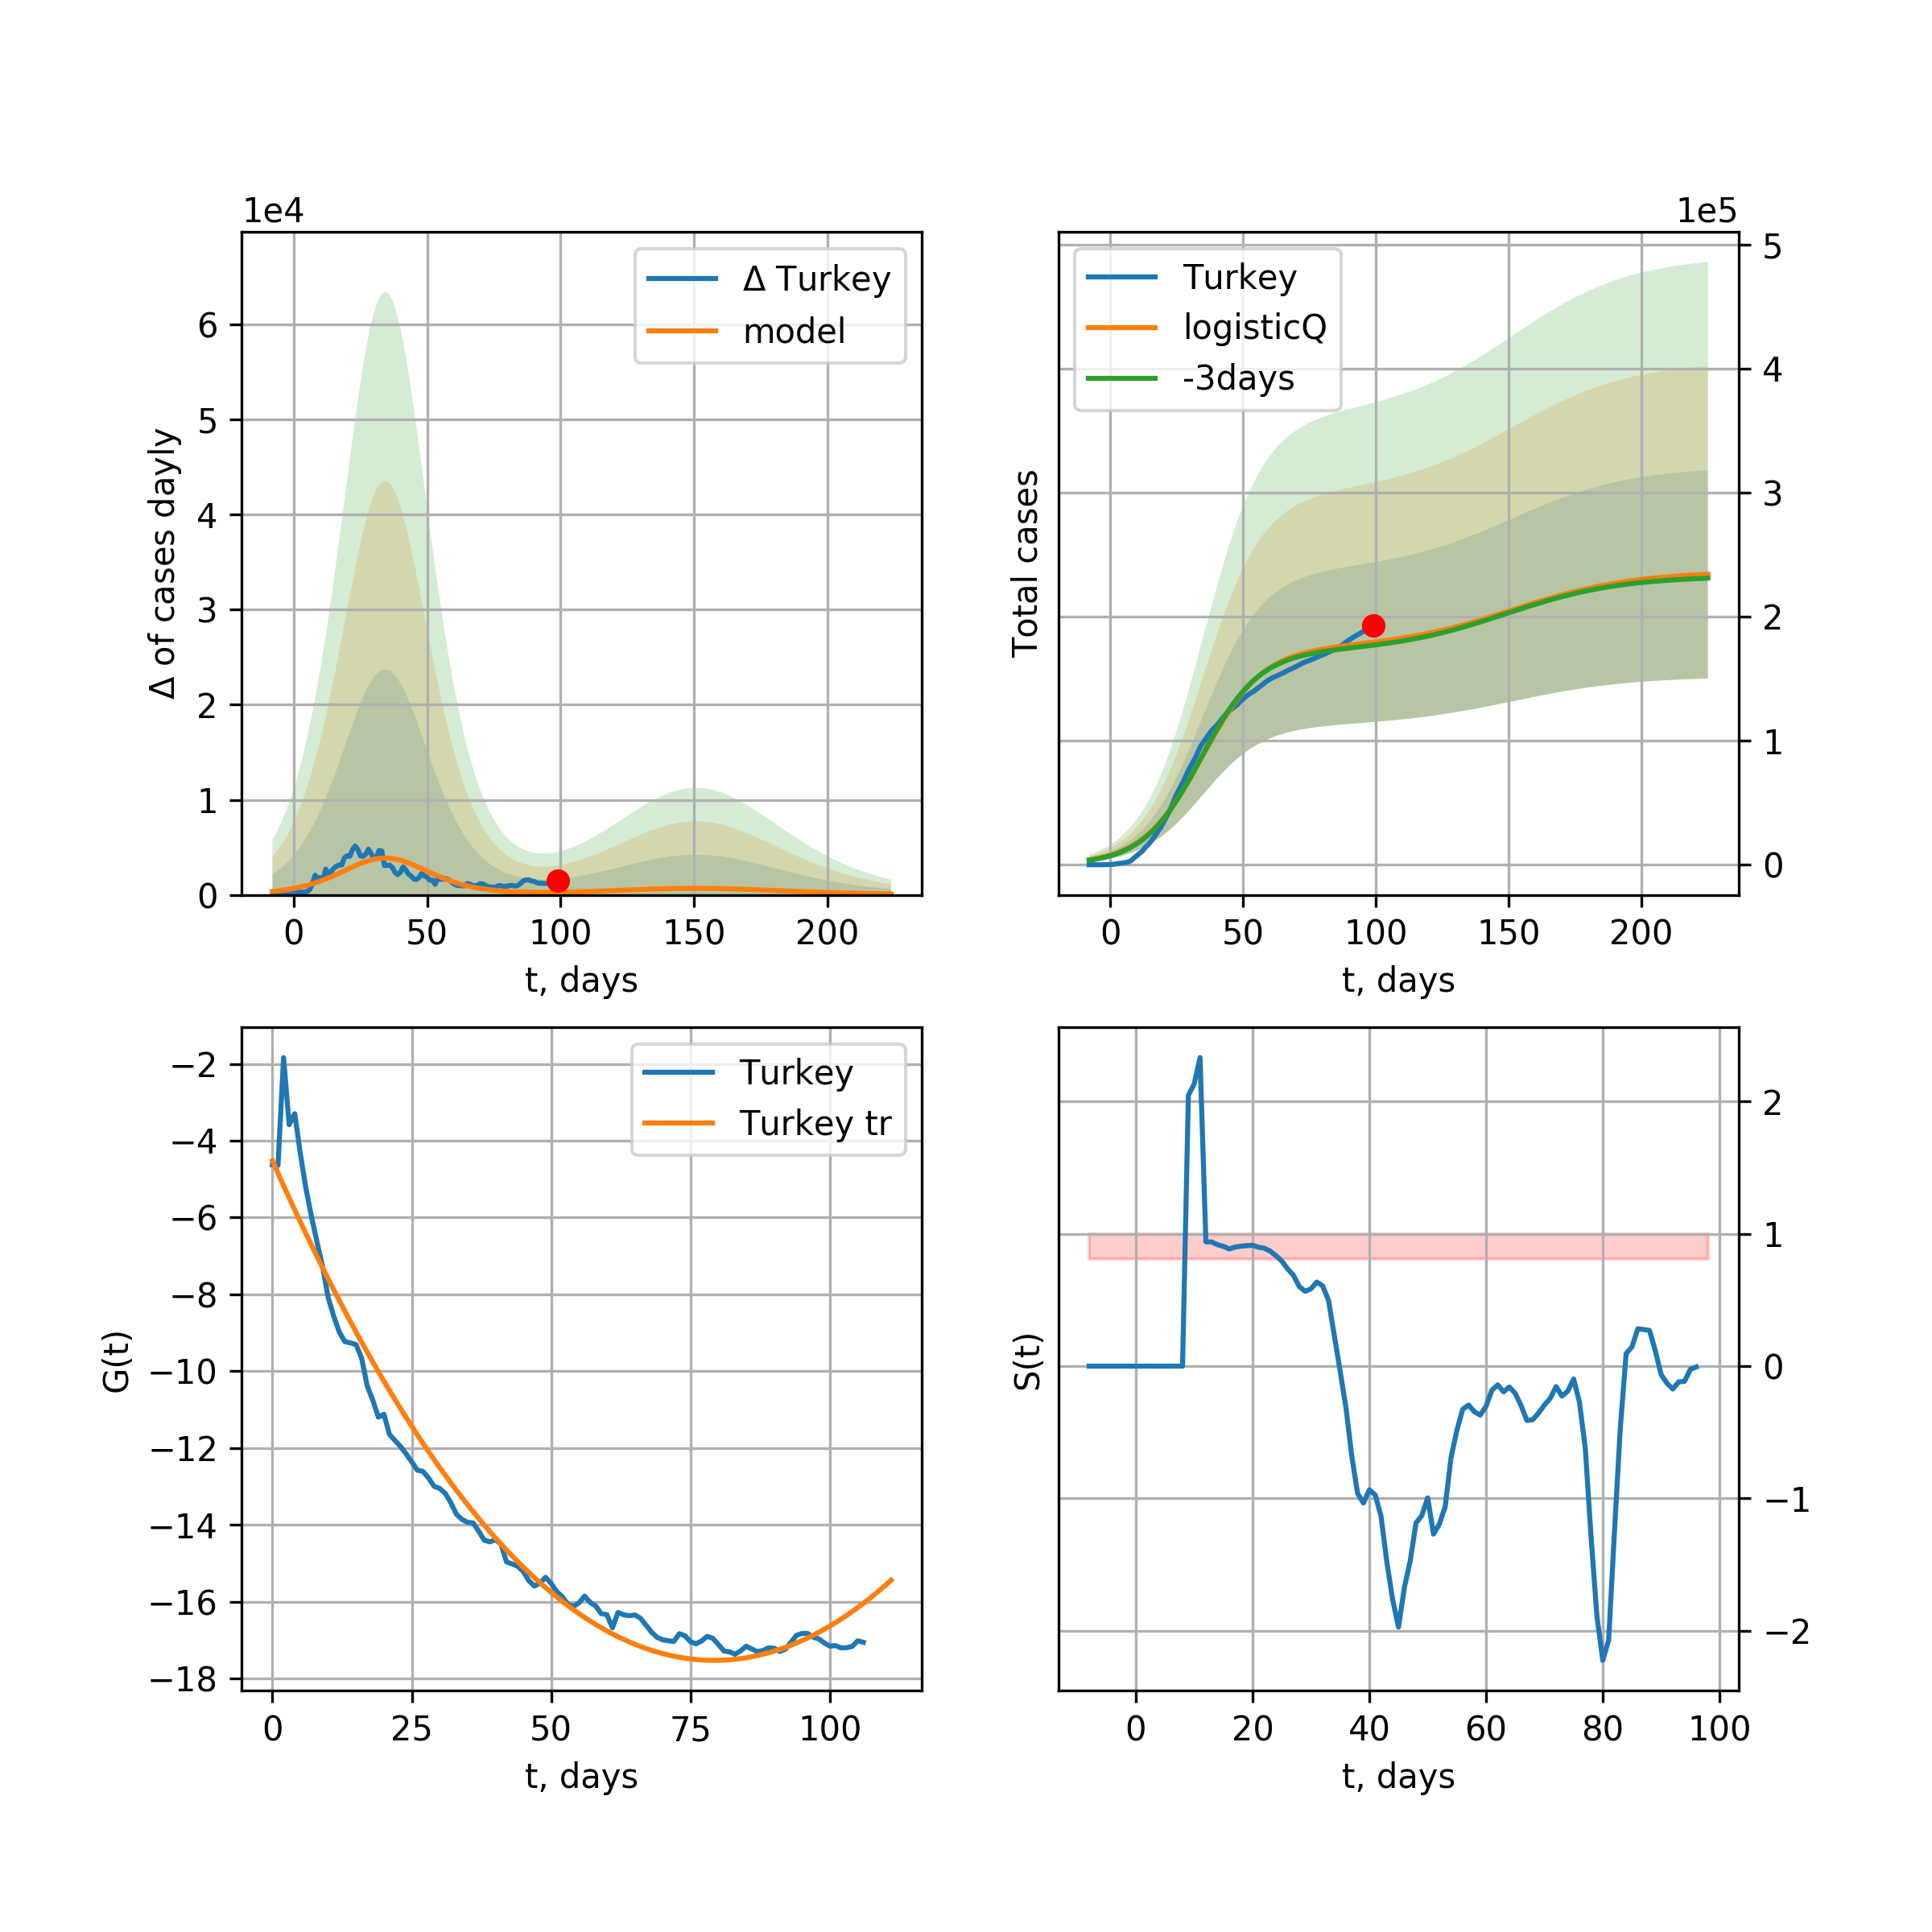 1e4
Δ of cases dayly
6
5
4
3
2
1
0
0 50 100 150 200
t, days
Δ Turkey
model
1e5
Total cases
5
4
3
2
1
0
0 50 100 150 200
t, days
Turkey
logisticQ
-3days
G(t)
−2
−4
−6
−8
−10
−12
−14
−16
−18
0 25 50 75 100
t, days
Turkey
Turkey tr
S(t)
2
1
0
−1
−2
0 20 40 60 80 100
t, days